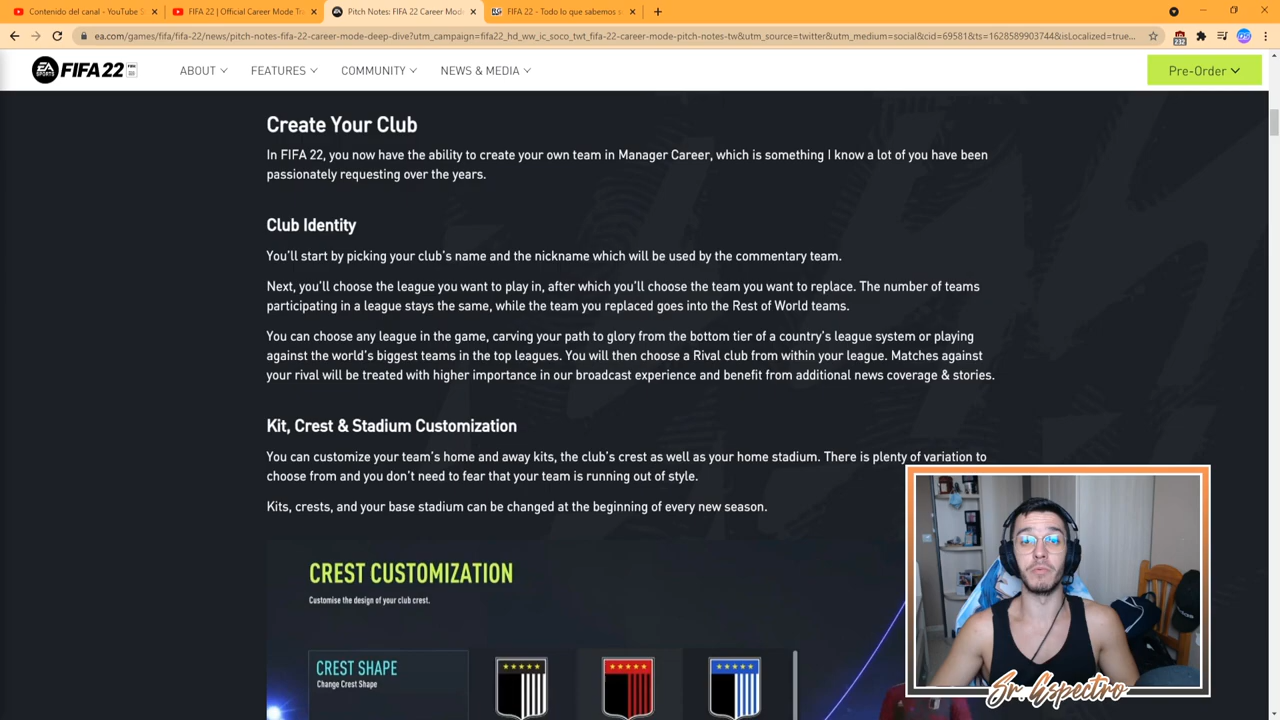 Contenido del canal - YouTube S
FIFA 22 | Official Career Mode Tr
Pitch Notes: FIFA 22 Career Mode
FIFA 22 - Todo lo que sabemos s
ea.com/games/fifa/fifa-22/news/pitch-notes-fifa-22-career-mode-deep-dive?utm_campaign=fifa22_hd_ww_ic_soco_twt_fifa-22-career-mode-pitch-notes-tw&utm_source=twitter&utm_medium=social&cid=69581&ts=1628589903744&isLocalized=true...
232
EA SPORTS FIFA 22
ABOUT FEATURES COMMUNITY NEWS & MEDIA
Pre-Order
Create Your Club
In FIFA 22, you now have the ability to create your own team in Manager Career, which is something I know a lot of you have been
passionately requesting over the years.
Club Identity
You'll start by picking your club's name and the nickname which will be used by the commentary team.
Next, you'll choose the league you want to play in, after which you'll choose the team you want to replace. The number of teams
participating in a league stays the same, while the team you replaced goes into the Rest of World teams.
You can choose any league in the game, carving your path to glory from the bottom tier of a country's league system or playing
against the world's biggest teams in the top leagues. You will then choose a Rival club from within your league. Matches against
your rival will be treated with higher importance in our broadcast experience and benefit from additional news coverage & stories.
Kit, Crest & Stadium Customization
You can customize your team's home and away kits, the club's crest as well as your home stadium. There is plenty of variation to
choose from and you don't need to fear that your team is running out of style.
Kits, crests, and your base stadium can be changed at the beginning of every new season.
CREST CUSTOMIZATION
Customise the design of your club crest.
CREST SHAPE
Change Crest Shape
Sr. Espectro